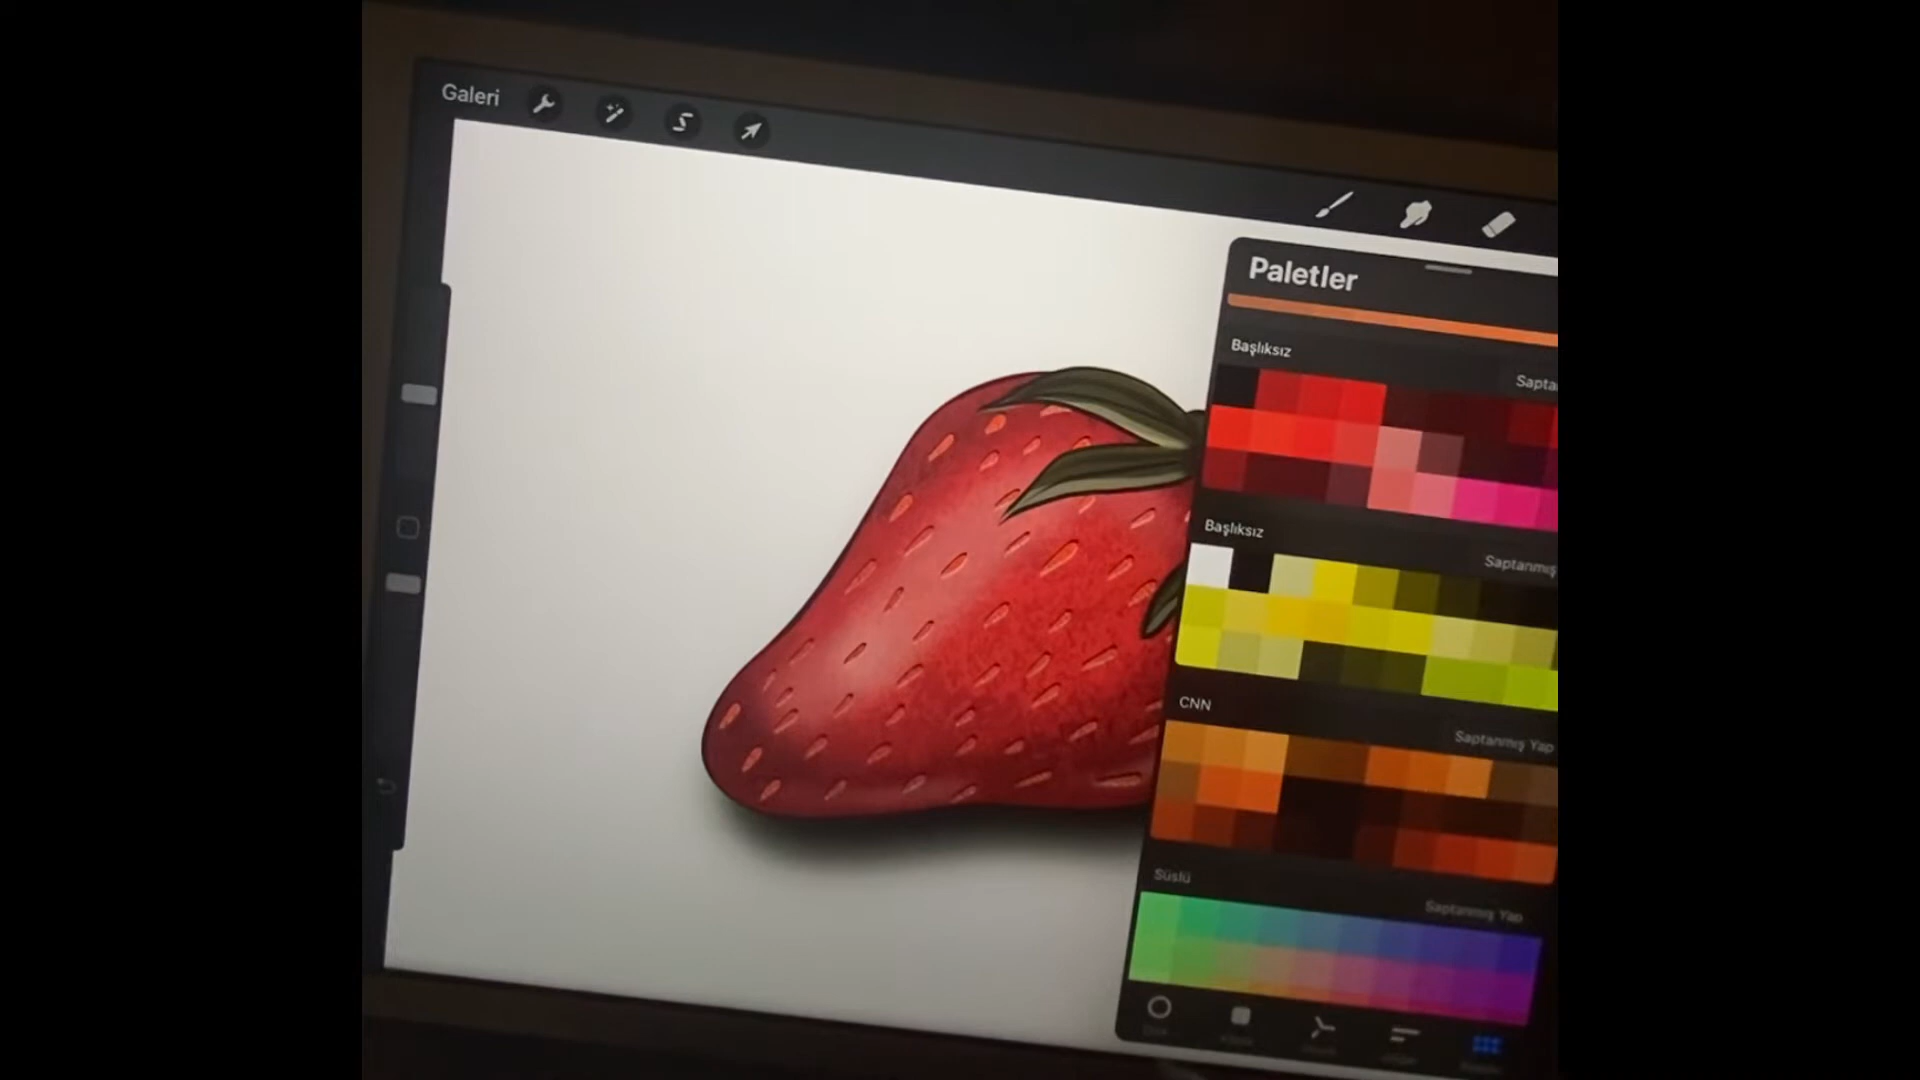 Galeri
Paletler
Başlıksız
Başlıksız
Saptanmış
CNN
Saptanmış Yap
Süslü
Saptanmış Yap